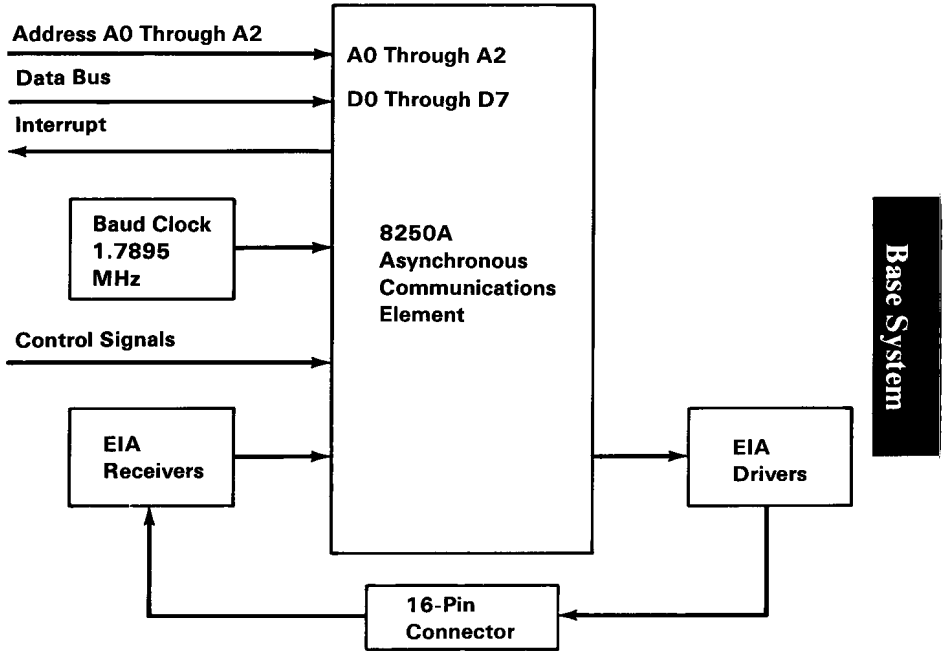 Address A0 Through A2
A0 Through A2
Data Bus
D0 Through D7
Interrupt
Baud Clock
1.7895
MHz
8250A
Asynchronous
Communications
Element
Control Signals
EIA
Receivers
EIA
Drivers
16-Pin
Connector
Base System